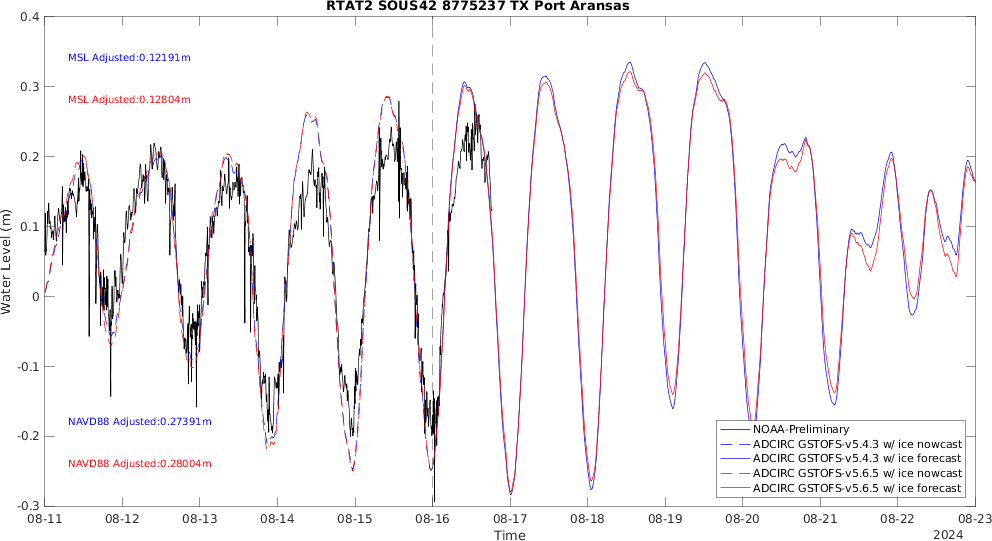 RTAT2 SOUS42 8775237 TX Port Aransas
0.4
0.3
0.2
0.1
0
-0.1
-0.2
-0.3
Water Level (m)
MSL Adjusted:0.12191m
MSL Adjusted:0.12804m
NAVD88 Adjusted:0.27391m
NAVD88 Adjusted:0.28004m
NOAA-Preliminary
ADCIRC GSTOFS-v5.4.3 w/ ice nowcast
ADCIRC GSTOFS-v5.4.3 w/ ice forecast
ADCIRC GSTOFS-v5.6.5 w/ ice nowcast
ADCIRC GSTOFS-v5.6.5 w/ ice forecast
08-11 08-12 08-13 08-14 08-15 08-16 08-17 08-18 08-19 08-20 08-21 08-22 08-23
Time
2024